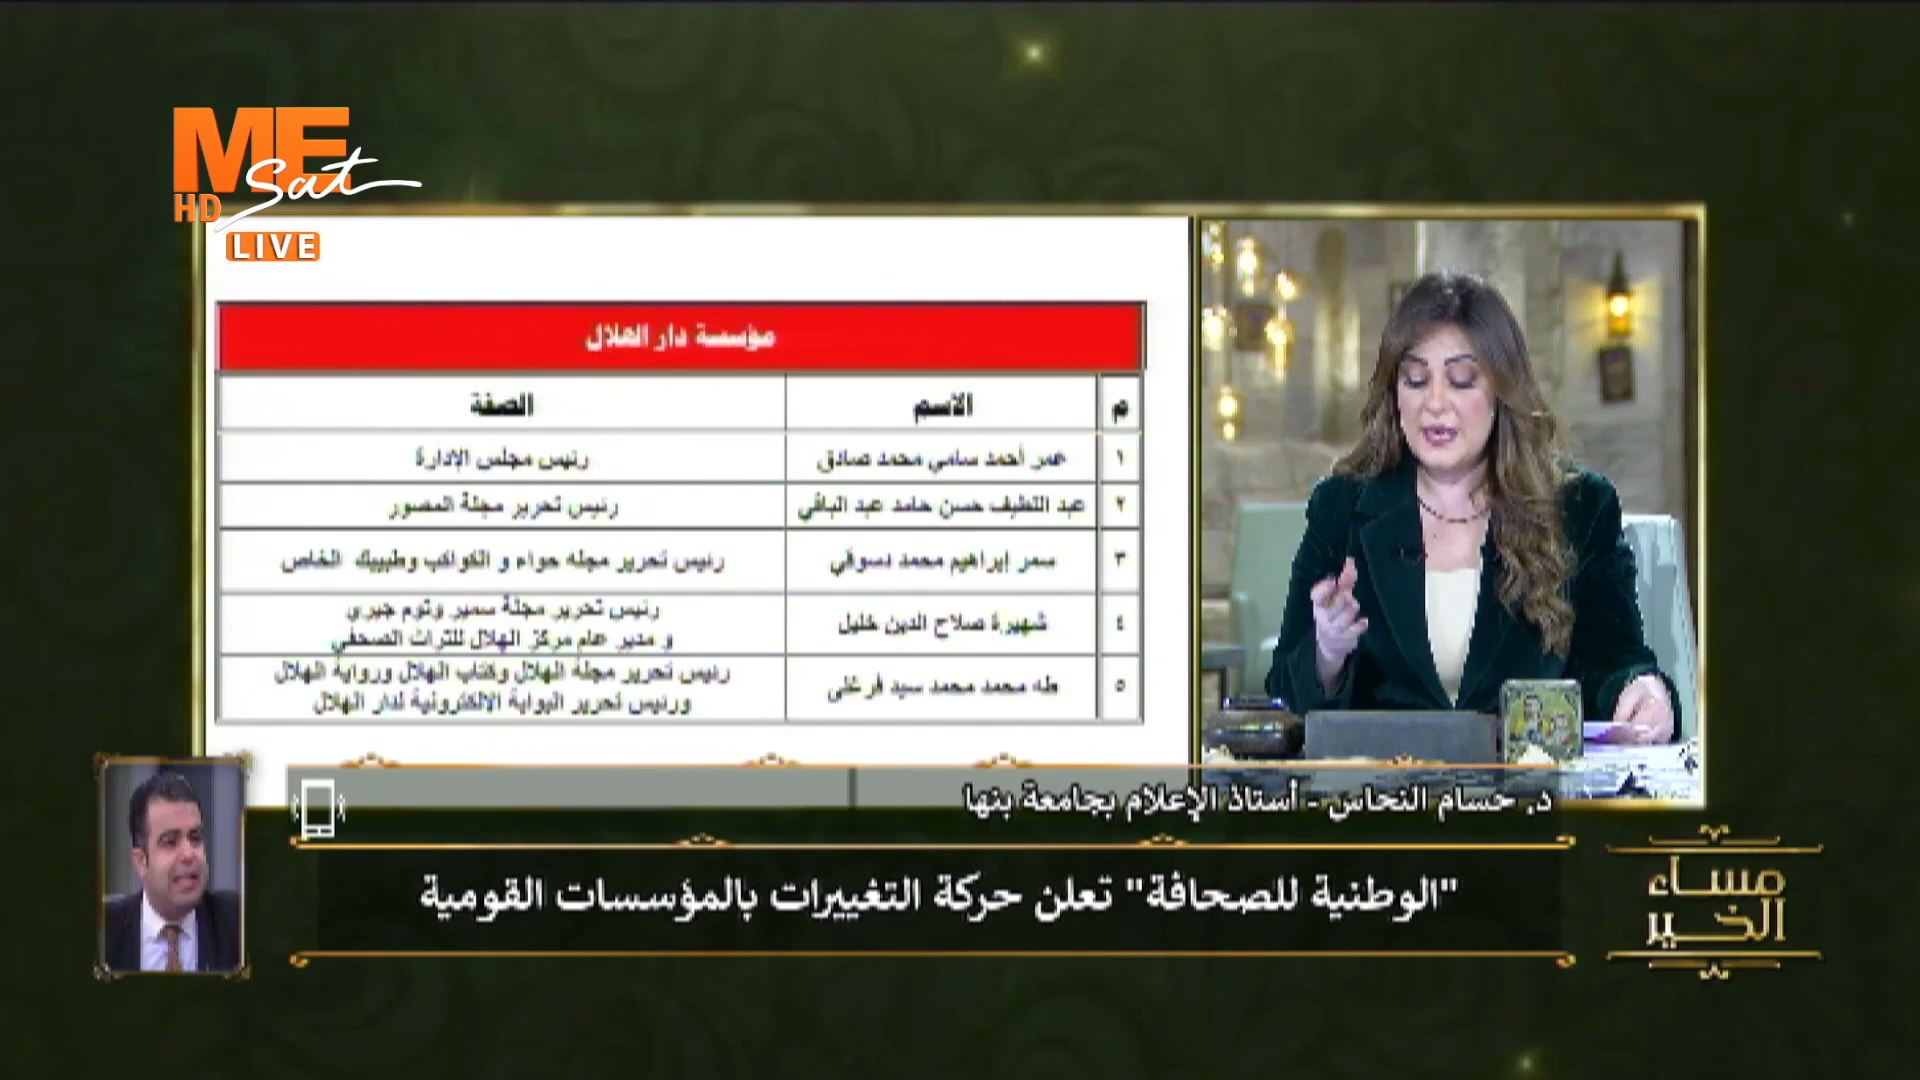 ME
Sat
HD
LIVE
مؤسسة دار الهلال
م الاسم الصفة
١ عمر أحمد سامي محمد صادق رئيس مجلس الإدارة
٢ عبد اللطيف حسن حامد عبد الباقي رئيس تحرير مجلة المصور
٣ سمر إبراهيم محمد دسوقي رئيس تحرير مجله حواء و الكواكب وطبيبك الخاص
٤ شهيرة صلاح الدين خليل رئيس تحرير مجلة سمير وتوم جيري
و مدير عام مركز الهلال للتراث الصحفي
٥ طه محمد محمد سيد فرغلى رئيس تحرير مجلة الهلال وكتاب الهلال ورواية الهلال
ورئيس تحرير البوابة الإلكترونية لدار الهلال
د. حسام النحاس - أستاذ الإعلام بجامعة بنها
"الوطنية للصحافة" تعلن حركة التغييرات بالمؤسسات القومية
مساء
الخير